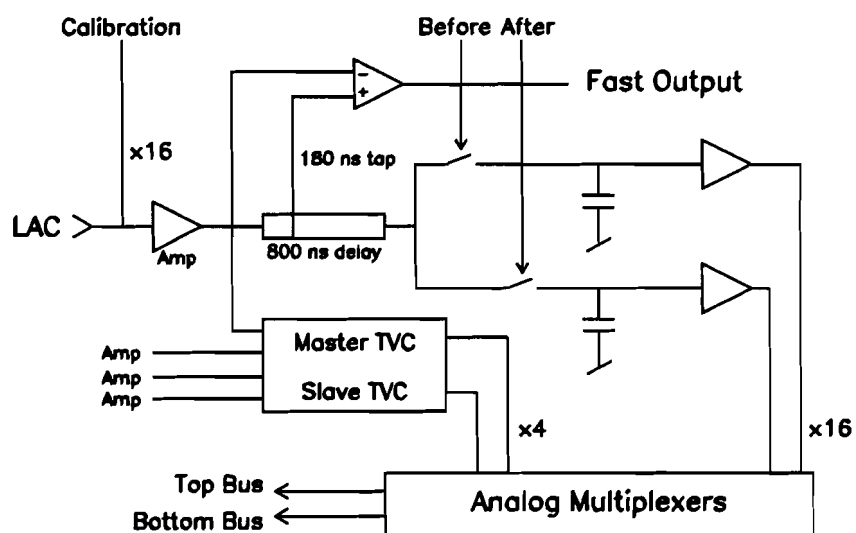 Calibration
Before After
Fast Output
x16
180 ns tap
LAC
Amp
800 ns delay
Master TVC
Amp
Amp
Slave TVC
Amp
x4
x16
Top Bus
Analog Multiplexers
Bottom Bus